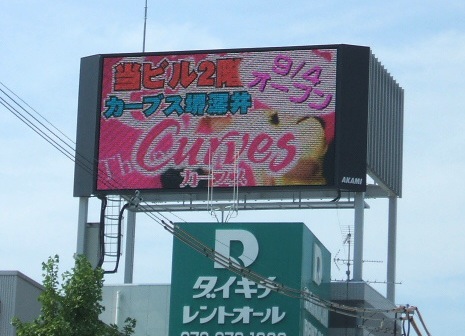 当ビル2階
9/4
オープン
カーブス堺深井
Curves
カーブス
AKAMI
D
ダイキチ
レントオール